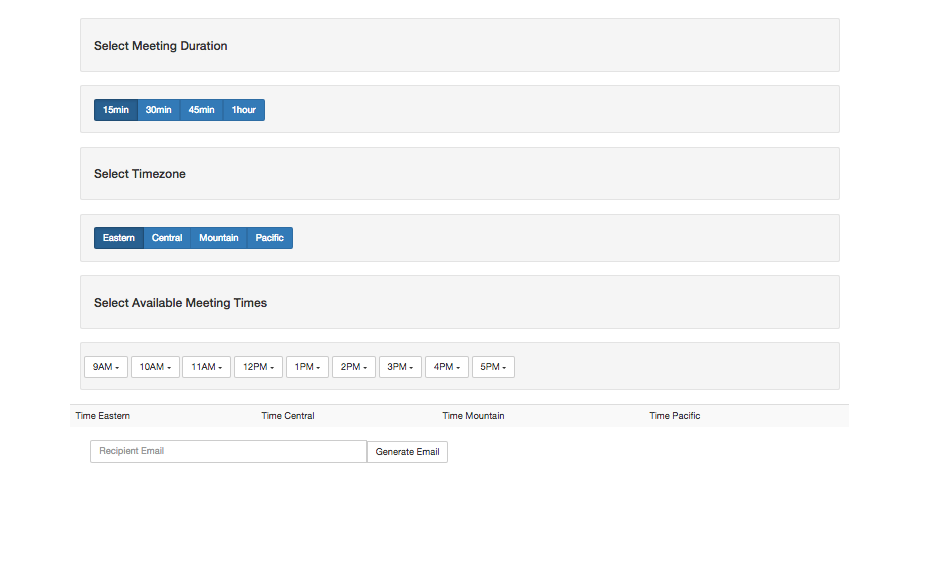 Select Meeting Duration
15min 30min 45min 1hour
Select Timezone
Eastern Central Mountain Pacific
Select Available Meeting Times
9AM 10AM 11AM 12PM 1PM 2PM 3PM 4PM 5PM
Time Eastern Time Central Time Mountain Time Pacific
Recipient Email Generate Email